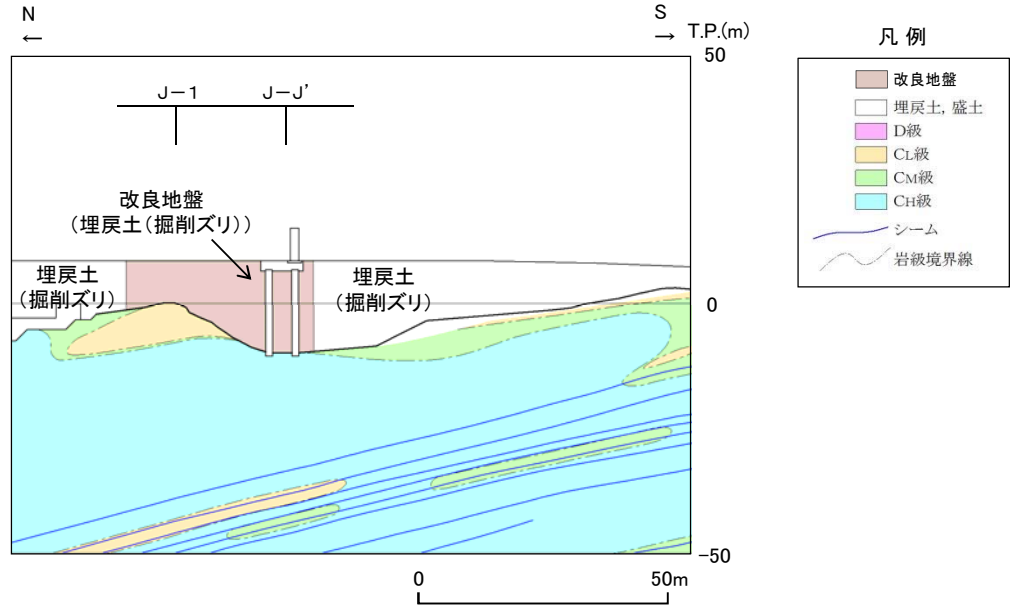 N
←
S
→
T.P.(m)
50
凡 例
J－1
J－J'
改良地盤
埋戻土，盛土
D級
CL級
CM級
CH級
シーム
岩級境界線
改良地盤
(埋戻土(掘削ズリ))
埋戻土
(掘削ズリ)
埋戻土
(掘削ズリ)
0
-50
0
50m